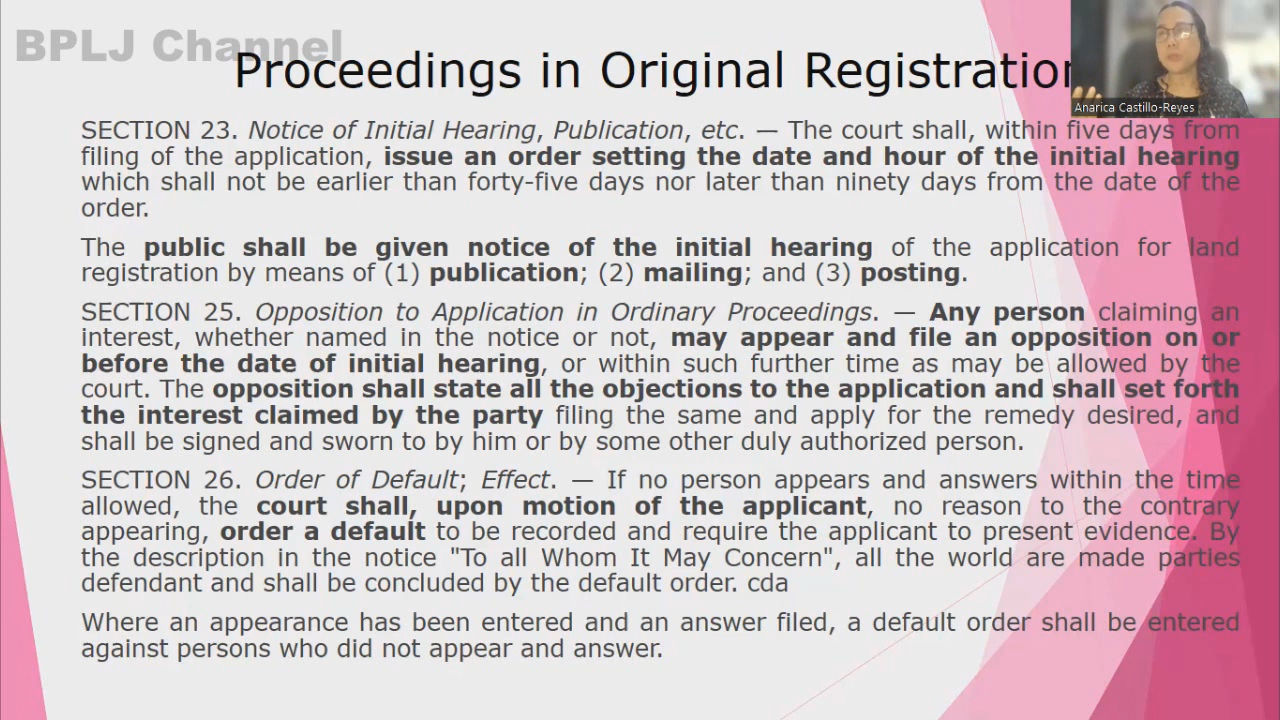 BPLJ Channel
Proceedings in Original Registration
Anarica Castillo-Reyes
SECTION 23. Notice of Initial Hearing, Publication, etc. — The court shall, within five days from
filing of the application, issue an order setting the date and hour of the initial hearing
which shall not be earlier than forty-five days nor later than ninety days from the date of the
order.
The public shall be given notice of the initial hearing of the application for land
registration by means of (1) publication; (2) mailing; and (3) posting.
SECTION 25. Opposition to Application in Ordinary Proceedings. — Any person claiming an
interest, whether named in the notice or not, may appear and file an opposition on or
before the date of initial hearing, or within such further time as may be allowed by the
court. The opposition shall state all the objections to the application and shall set forth
the interest claimed by the party filing the same and apply for the remedy desired, and
shall be signed and sworn to by him or by some other duly authorized person.
SECTION 26. Order of Default; Effect. — If no person appears and answers within the time
allowed, the court shall, upon motion of the applicant, no reason to the contrary
appearing, order a default to be recorded and require the applicant to present evidence. By
the description in the notice "To all Whom It May Concern", all the world are made parties
defendant and shall be concluded by the default order. cda
Where an appearance has been entered and an answer filed, a default order shall be entered
against persons who did not appear and answer.